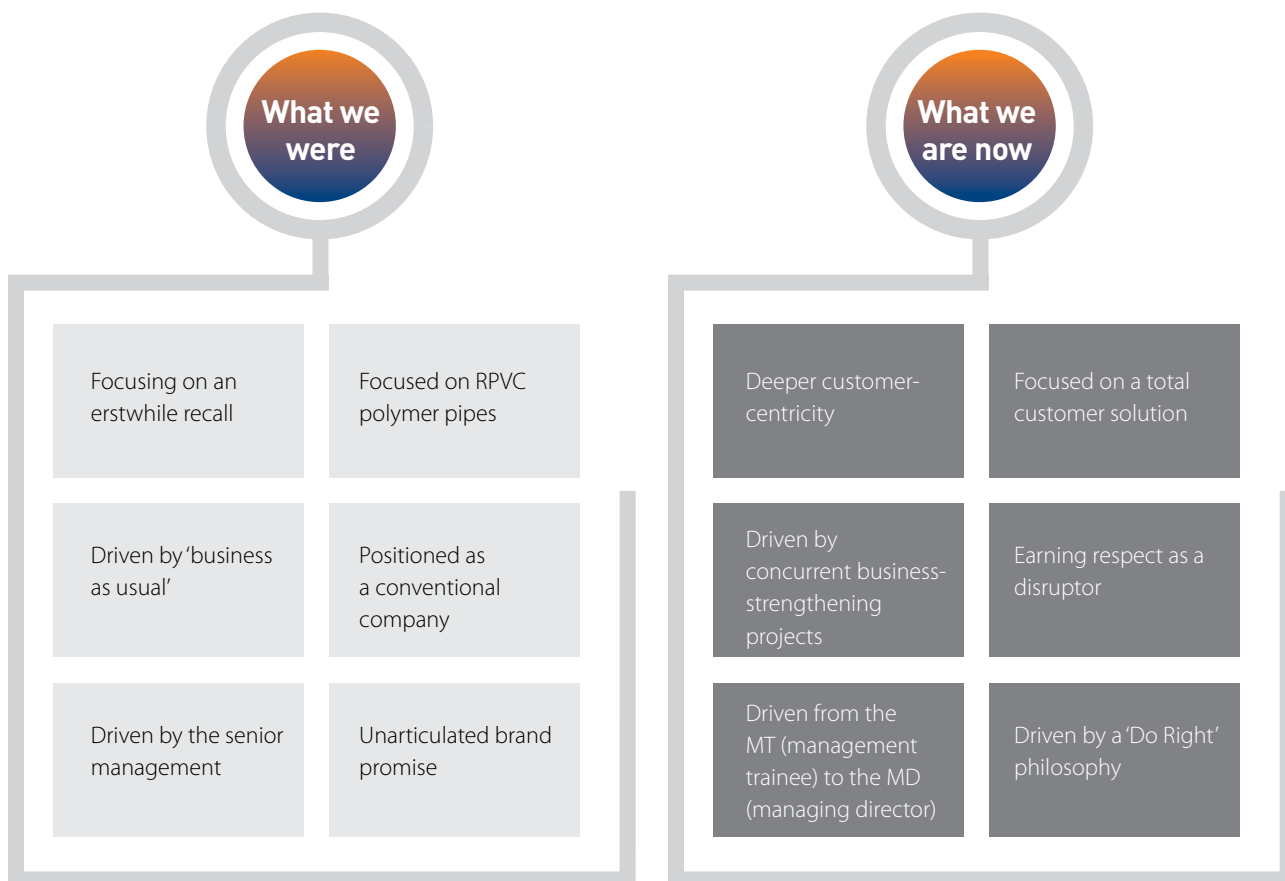 What we
were
Focusing on an
erstwhile recall
Focused on RPVC
polymer pipes
Driven by ‘business
as usual’
Positioned as
a conventional
company
Driven by the senior
management
Unarticulated brand
promise
What we
are now
Deeper customer-
centricity
Focused on a total
customer solution
Driven by
concurrent business-
strengthening
projects
Earning respect as a
disruptor
Driven from the
MT (management
trainee) to the MD
(managing director)
Driven by a ‘Do Right’
philosophy